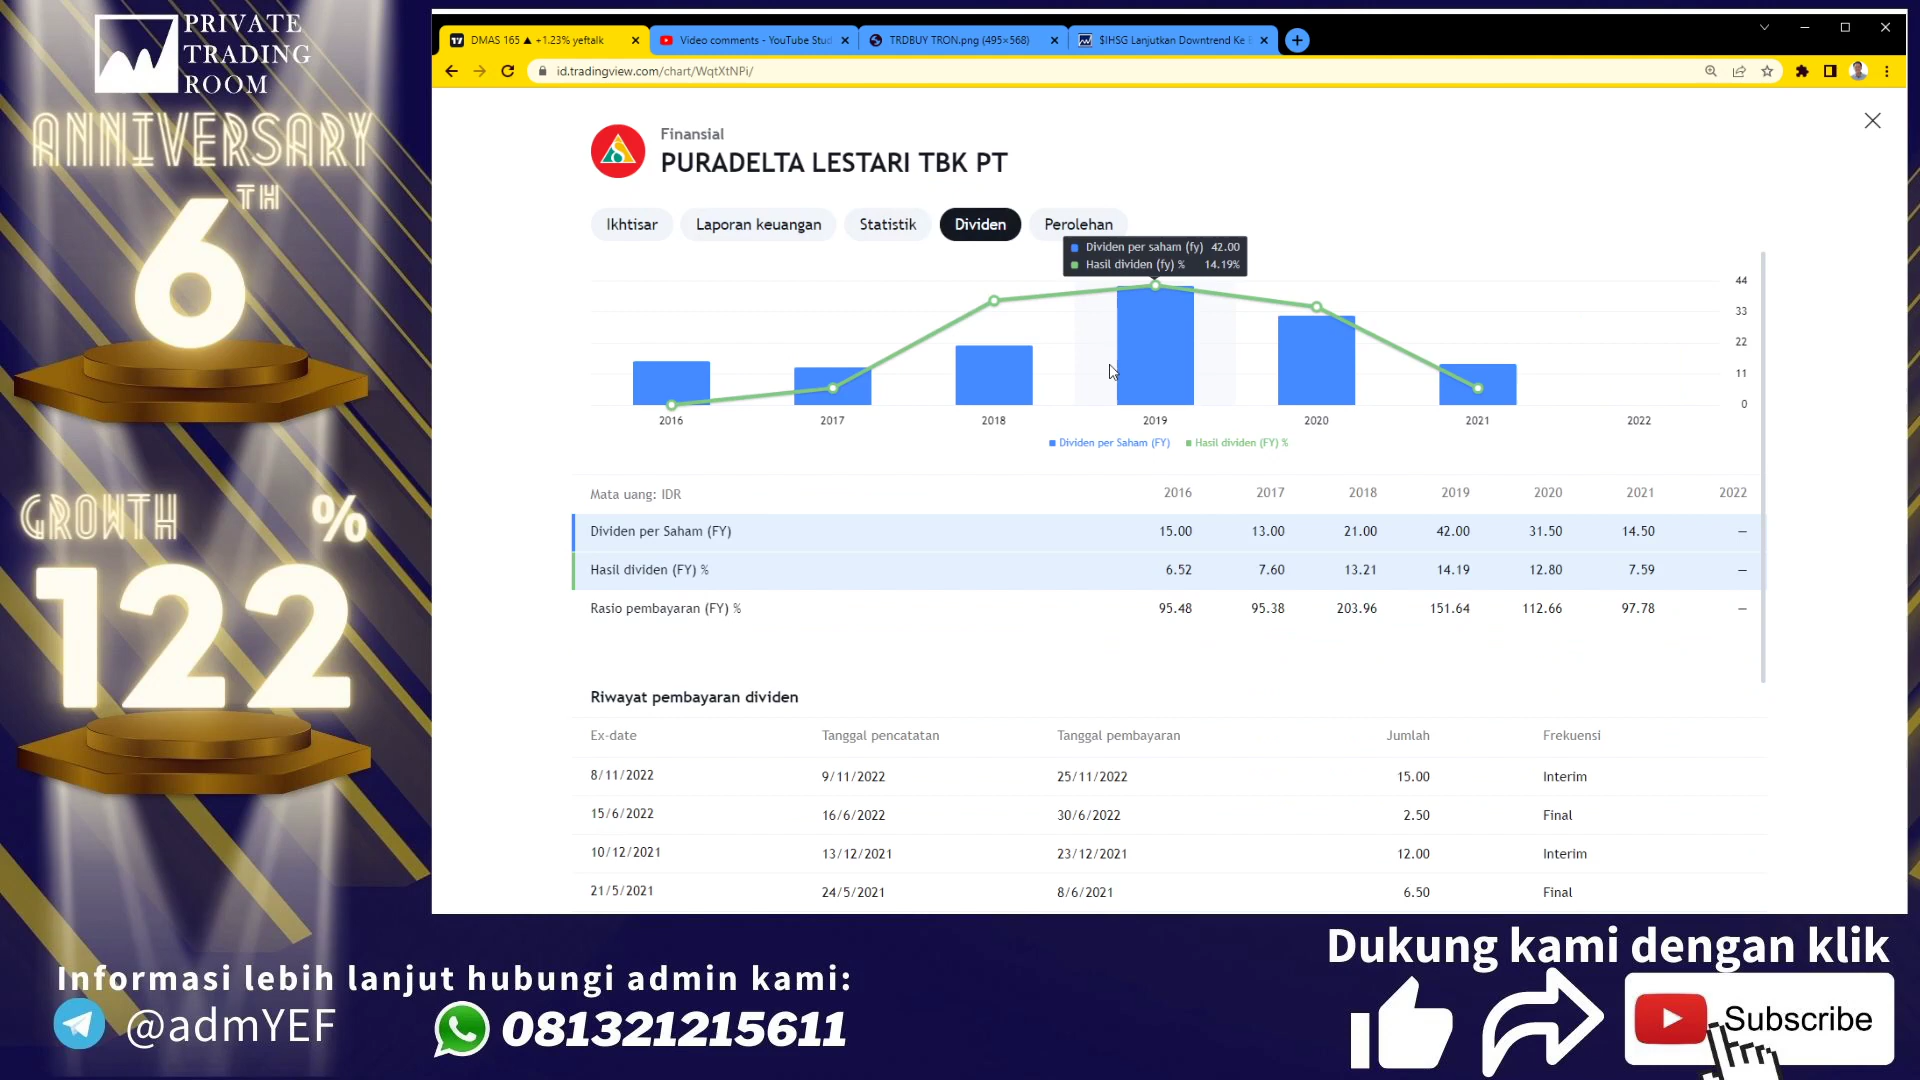 PRIVATE
TRADING
ROOM
ANNIVERSARY
6 TH
GROWTH %
122
DMAS 165 ▲ +1.23% yeftalk
Video comments - YouTube Stud
TRDBUY TRON.png (495×568)
$IHSG Lanjutkan Downtrend Ke
id.tradingview.com/chart/WqtXtNPi/
Finansial
PURADELTA LESTARI TBK PT
Ikhtisar Laporan keuangan Statistik Dividen Perolehan
Dividen per saham (fy) 42.00
Hasil dividen (fy) % 14.19%
44
33
22
11
0
2016 2017 2018 2019 2020 2021 2022
Dividen per Saham (FY) Hasil dividen (FY) %
Mata uang: IDR 2016 2017 2018 2019 2020 2021 2022
Dividen per Saham (FY) 15.00 13.00 21.00 42.00 31.50 14.50 —
Hasil dividen (FY) % 6.52 7.60 13.21 14.19 12.80 7.59 —
Rasio pembayaran (FY) % 95.48 95.38 203.96 151.64 112.66 97.78 —
Riwayat pembayaran dividen
Ex-date Tanggal pencatatan Tanggal pembayaran Jumlah Frekuensi
8/11/2022 9/11/2022 25/11/2022 15.00 Interim
15/6/2022 16/6/2022 30/6/2022 2.50 Final
10/12/2021 13/12/2021 23/12/2021 12.00 Interim
21/5/2021 24/5/2021 8/6/2021 6.50 Final
Informasi lebih lanjut hubungi admin kami:
@admYEF 081321215611
Dukung kami dengan klik
Subscribe